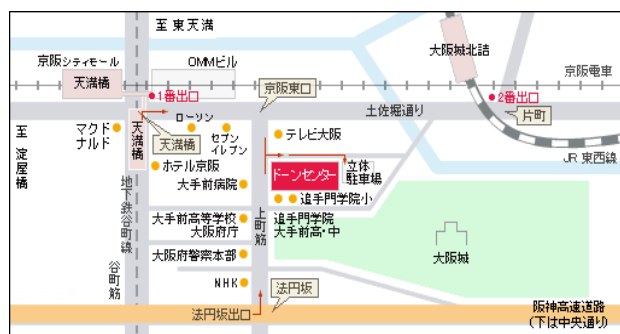 至 東天満
京阪シティモール
天満橋
OMMビル
大阪城北詰
京阪電車
1番出口
京阪東口
2番出口
土佐堀通り
片町
至
淀屋橋
マクド
ナルド
天満橋
ローソン
セブン
イレブン
天満橋
テレビ大阪
JR 東西線
ホテル京阪
ドーンセンター
立体
駐車場
大手前病院
追手門学院小
地下鉄谷町線
大手前高等学校
大阪府庁
上町筋
追手門学院
大手前高・中
大阪府警察本部
大阪城
谷町筋
NHK
法円坂
法円坂出口
阪神高速道路
(下は中央通り)